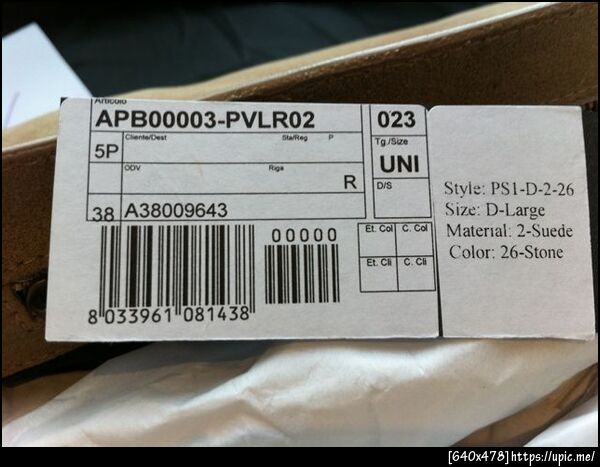 Articolo
APB00003-PVLR02
023
Cliente/Dest Sta/Reg P
5P
Tg./Size
UNI
ODV Riga
R
D/S
38 A38009643
00000
Et. Col C. Col
Et. Cli C. Cli
8 033961 081438
Style: PS1-D-2-26
Size: D-Large
Material: 2-Suede
Color: 26-Stone
[640x478]https://upic.me/